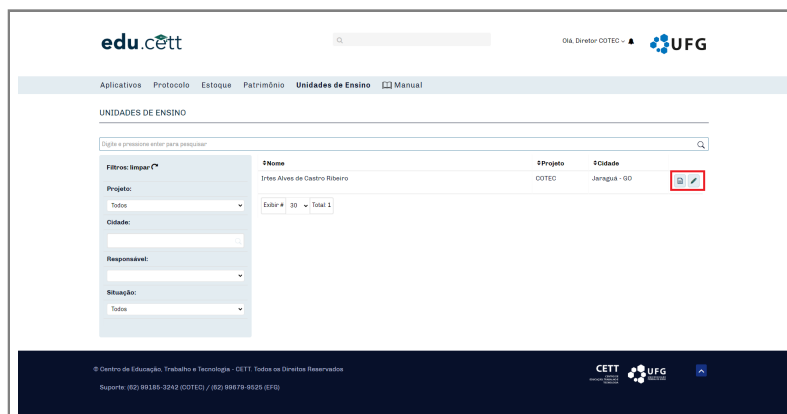 edu.cett
Olá, Diretor COTEC
UFG
Aplicativos Protocolo Estoque Patrimônio Unidades de Ensino Manual
UNIDADES DE ENSINO
Digite e pressione enter para pesquisar
Filtros: limpar
Projeto:
Todos
Cidade:
Responsável:
Situação:
Todos
Nome Projeto Cidade
Irtes Alves de Castro Ribeiro COTEC Jaraguá - GO
Exibir # 30 Total 1
© Centro de Educação, Trabalho e Tecnologia - CETT. Todos os Direitos Reservados
Suporte: (62) 99185-3242 (COTEC) / (62) 99679-9525 (EFG)
CETT
UFG